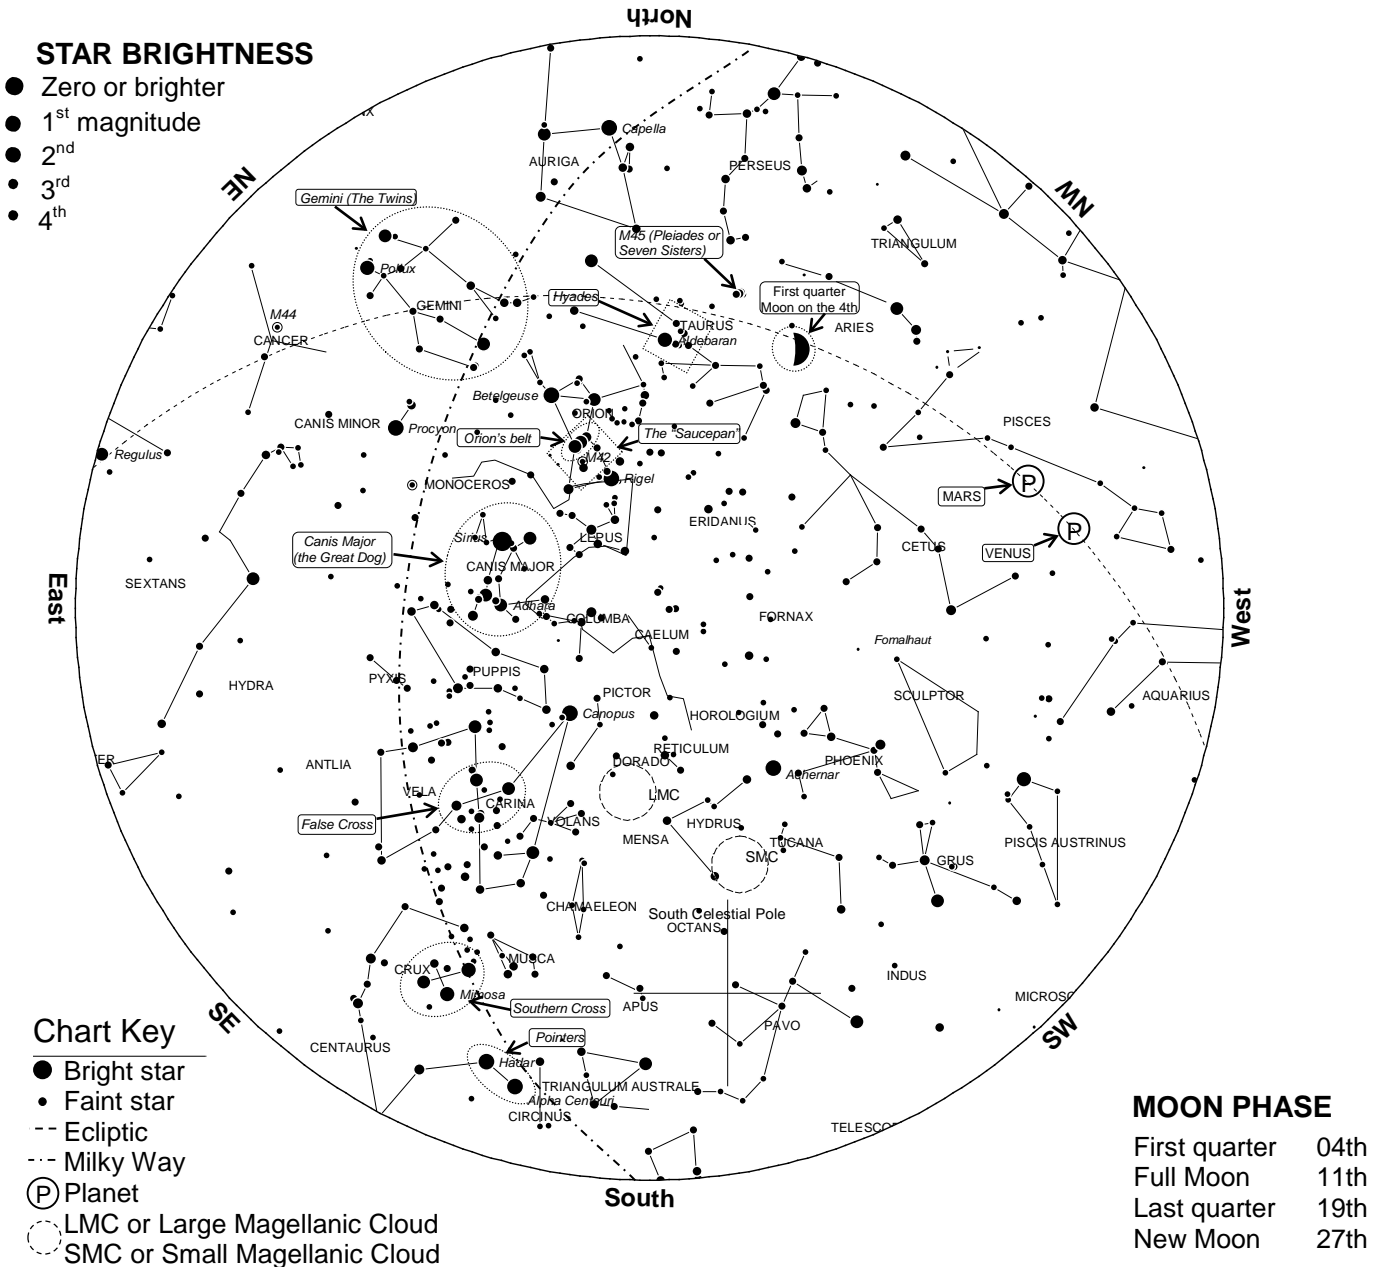 North
STAR BRIGHTNESS
Zero or brighter
1st magnitude
2nd
3rd
4th
NX
Capella
AURIGA
PERSEUS
NE
NW
Gemini (The Twins)
M45 (Pleiades or
Seven Sisters)
TRIANGULUM
Pollux
GEMINI
Hyades
First quarter
Moon on the 4th
M44
CANCER
TAURUS
Aldebaran
ARIES
Betelgeuse
ORION
CANIS MINOR
Procyon
Orion's belt
The "Saucepan"
PISCES
Regulus
M42
Rigel
MONOCEROS
MARS
ERIDANUS
Canis Major
(the Great Dog)
Sirius
LEPUS
CETUS
VENUS
CANIS MAJOR
SEXTANS
East
Adhara
COLUMBA
CAELUM
FORNAX
West
Fomalhaut
HYDRA
PYXIS
PUPPIS
PICTOR
SCULPTOR
AQUARIUS
Canopus
HOROLOGIUM
ER
ANTLIA
RETICULUM
DORADO
PHOENIX
Achernar
VELA
CARINA
LMC
False Cross
VOLANS
MENSA
HYDRUS
TUCANA
PISCIS AUSTRINUS
SMC
GRUS
CHAMAELEON
South Celestial Pole
OCTANS
MUSCA
CRUX
INDUS
Mimosa
Southern Cross
APUS
MICROSC
SE
PAVO
SW
Pointers
CENTAURUS
Hadar
TRIANGULUM AUSTRALE
Alpha Centauri
CIRCINUS
TELESCOP
South
Chart Key
Bright star
Faint star
Ecliptic
Milky Way
P Planet
LMC or Large Magellanic Cloud
SMC or Small Magellanic Cloud
P
P
MOON PHASE
First quarter 04th
Full Moon 11th
Last quarter 19th
New Moon 27th